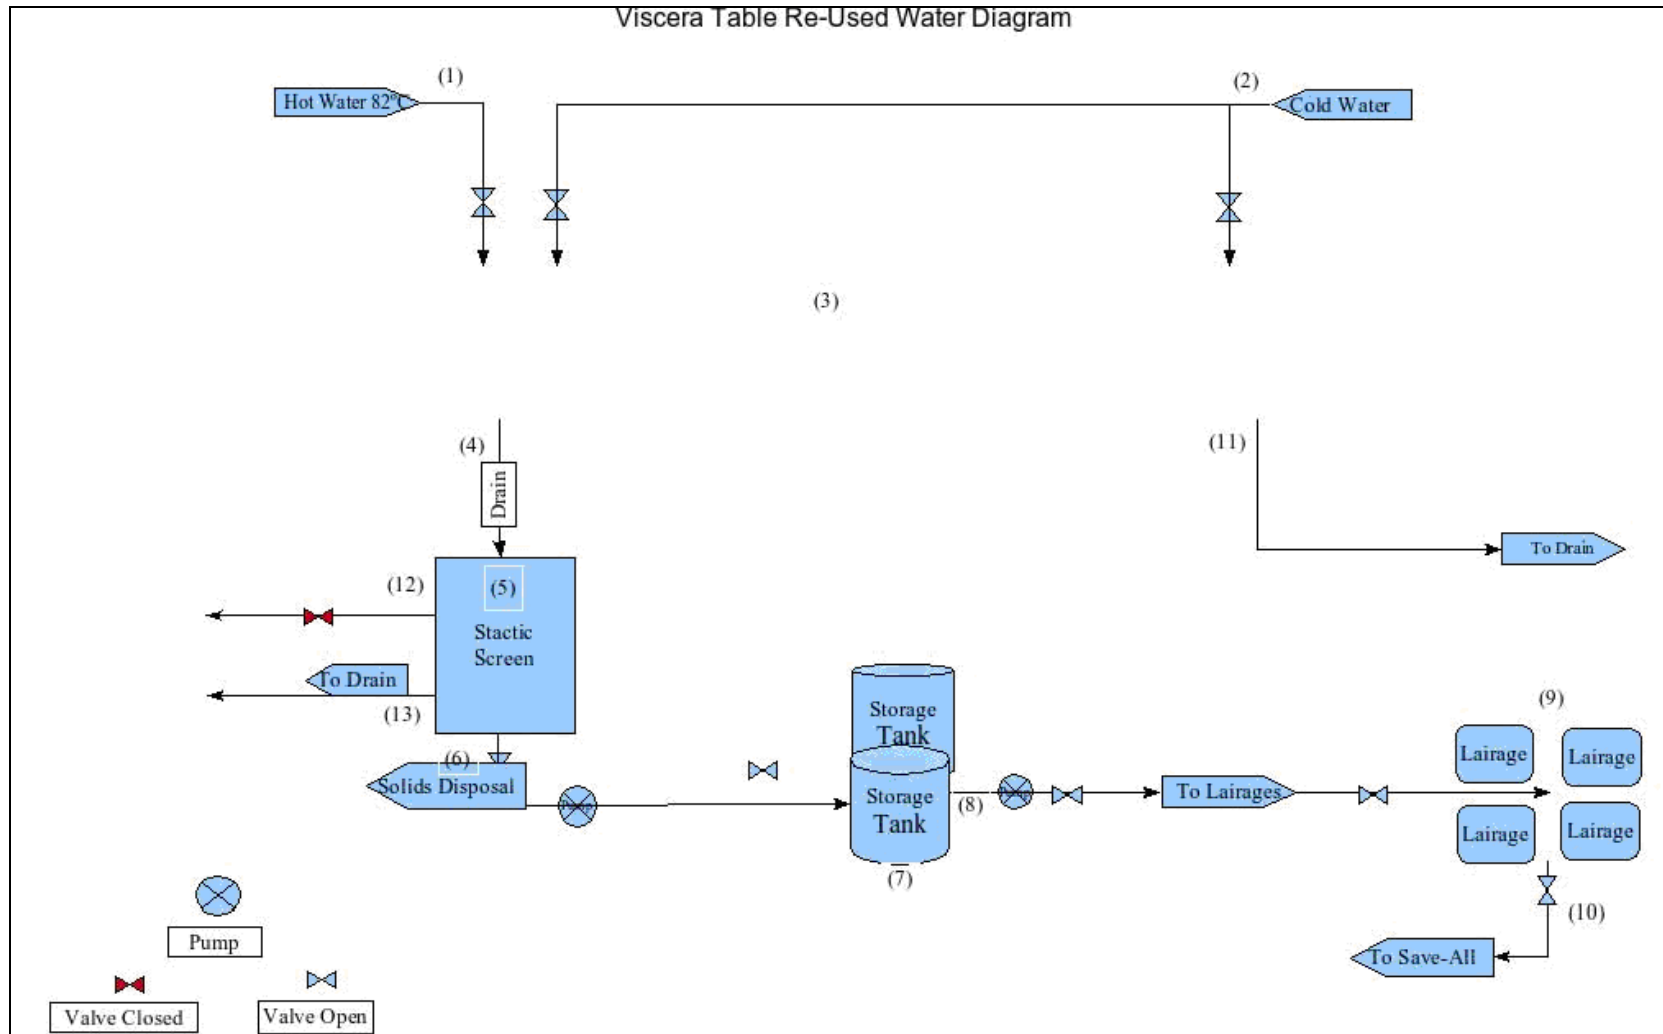 Viscera Table Re-Used Water Diagram
(1)
(2)
Hot Water 82°C
Cold Water
(3)
(4)
(11)
Drain
To Drain
(12)
(5)
Stactic
Screen
To Drain
(13)
(6)
Solids Disposal
Pump
Storage
Tank
Storage
Tank
(7)
(8)
Pump
To Lairages
(9)
Lairage
Lairage
Lairage
Lairage
(10)
To Save-All
Pump
Valve Closed
Valve Open